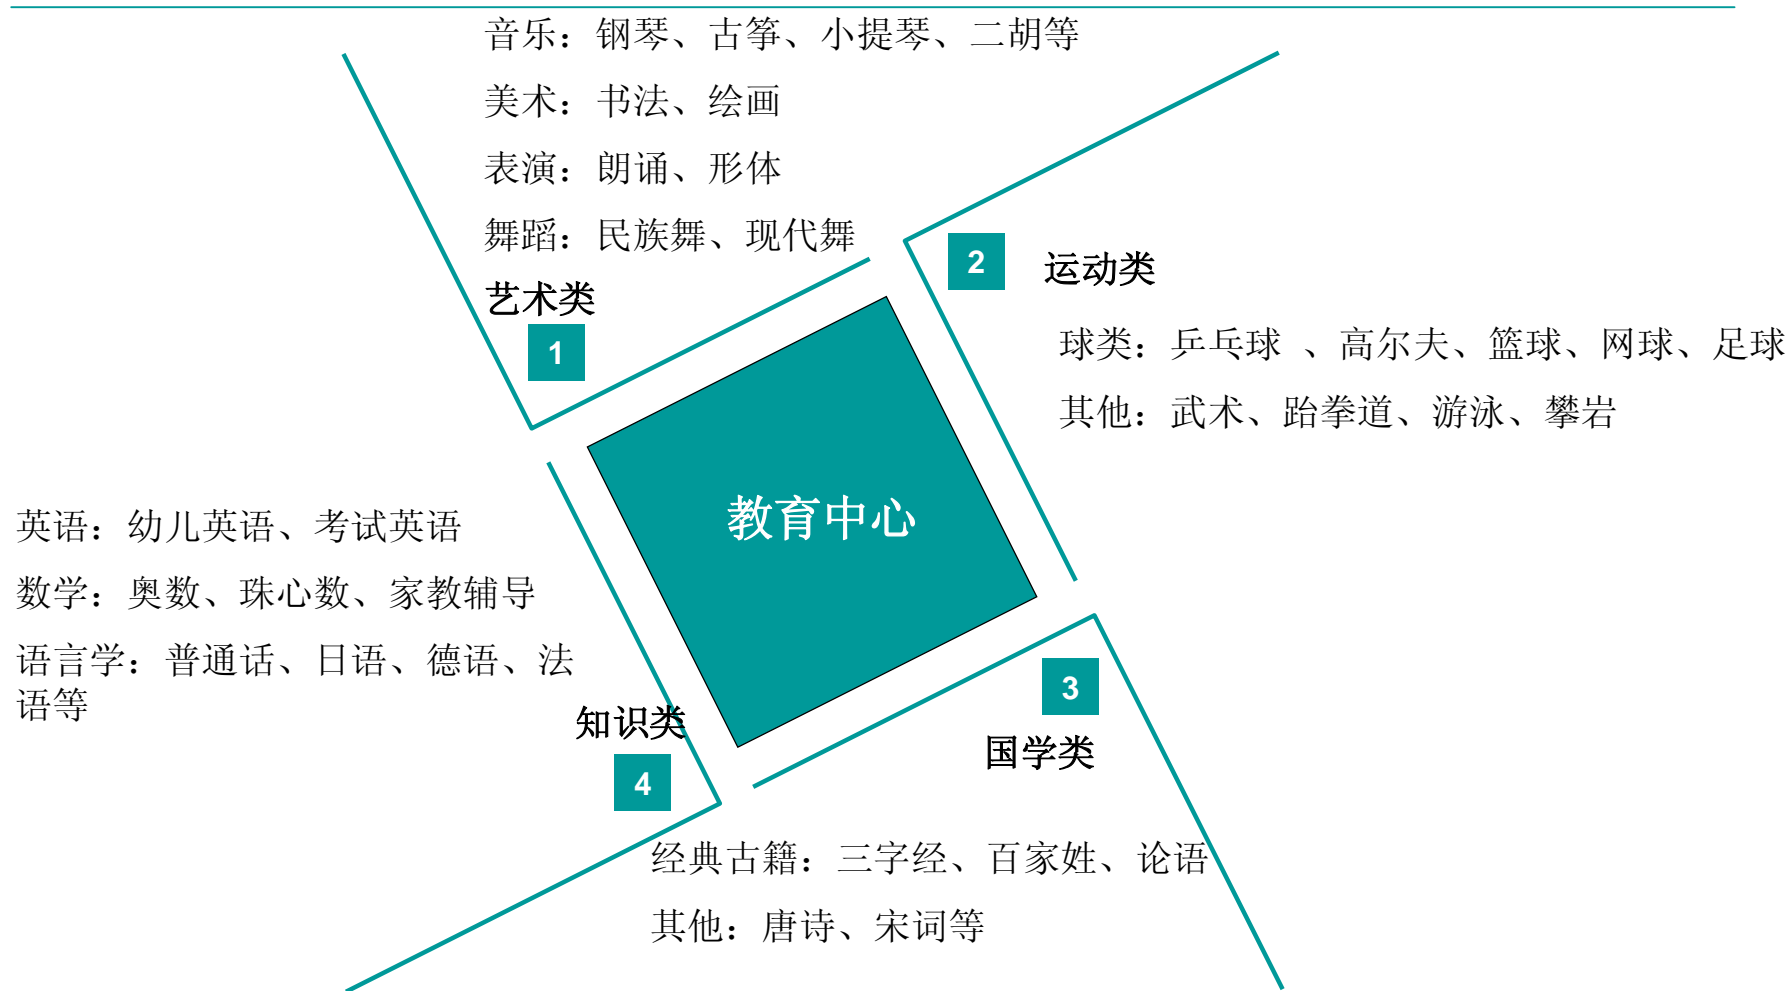 音乐：钢琴、古筝、小提琴、二胡等
美术：书法、绘画
表演：朗诵、形体
舞蹈：民族舞、现代舞
艺术类
1
2
运动类
球类：乒乓球 、高尔夫、篮球、网球、足球
其他：武术、跆拳道、游泳、攀岩
教育中心
英语：幼儿英语、考试英语
数学：奥数、珠心数、家教辅导
语言学：普通话、日语、德语、法
语等
知识类
4
3
国学类
经典古籍：三字经、百家姓、论语
其他：唐诗、宋词等